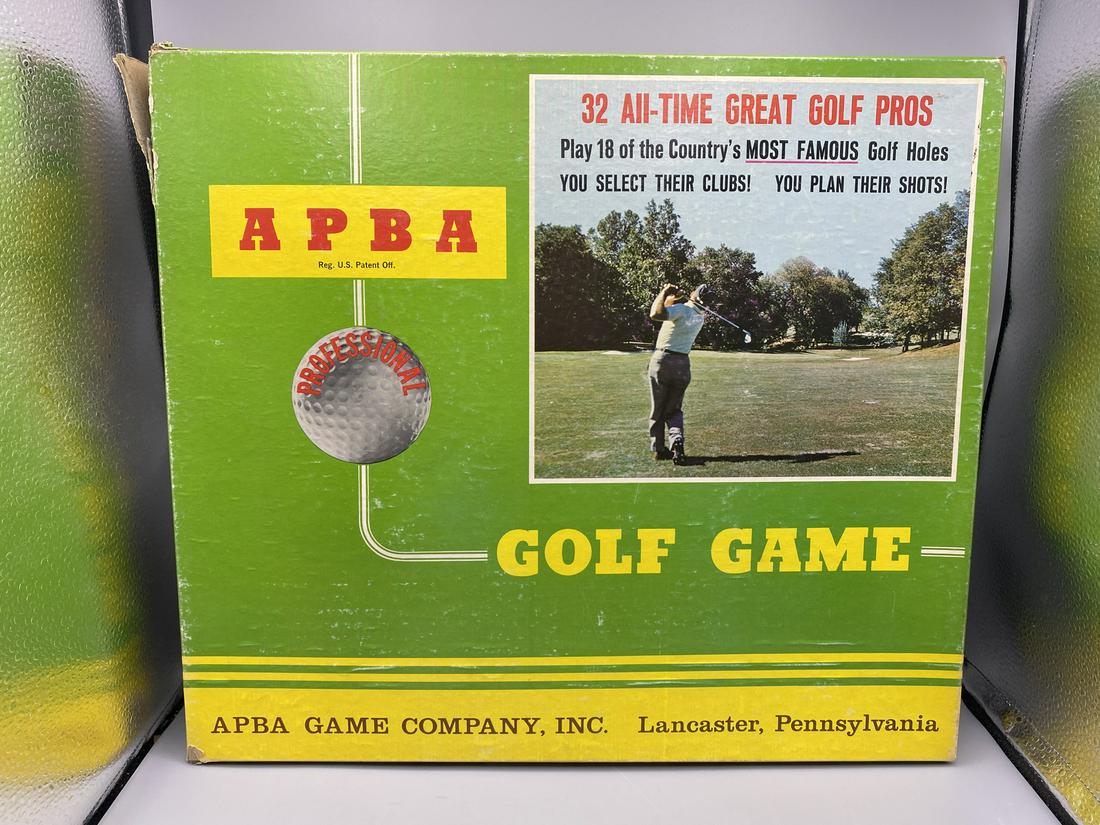 32 All-TIME GREAT GOLF PROS
Play 18 of the Country's MOST FAMOUS Golf Holes
YOU SELECT THEIR CLUBS! YOU PLAN THEIR SHOTS!
APBA
Reg. U.S. Patent Off.
PROFESSIONAL
GOLF GAME
APBA GAME COMPANY, INC. Lancaster, Pennsylvania